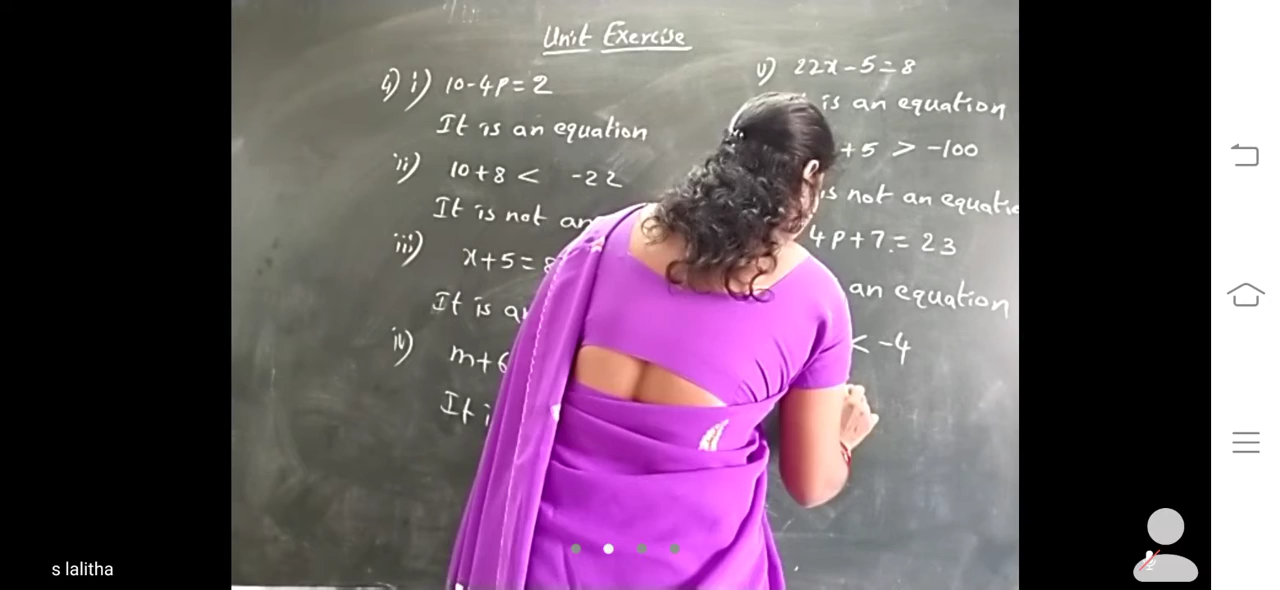 Unit Exercise
1) i) 10-4p=2
It is an equation
ii) 10+8 < -22
It is not an
iii) x+5=8
It is
iv) m+6
It
v) 22x-5=8
is an equation
+5 > -100
is not an
4p+7=23
an equation
< -4
s lalitha